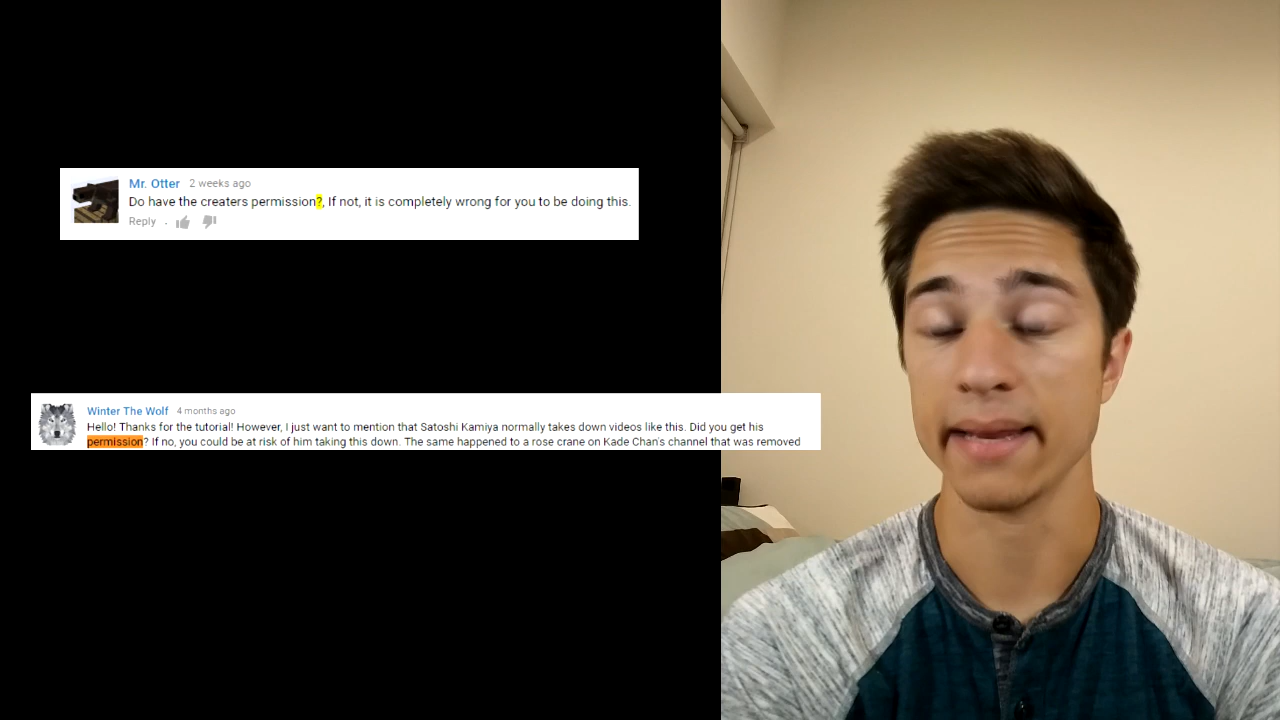 Mr. Otter 2 weeks ago
Do have the creaters permission?, If not, it is completely wrong for you to be doing this.
Reply .
Winter The Wolf 4 months ago
Hello! Thanks for the tutorial! However, I just want to mention that Satoshi Kamiya normally takes down videos like this. Did you get his
permission? If no, you could be at risk of him taking this down. The same happened to a rose crane on Kade Chan's channel that was removed